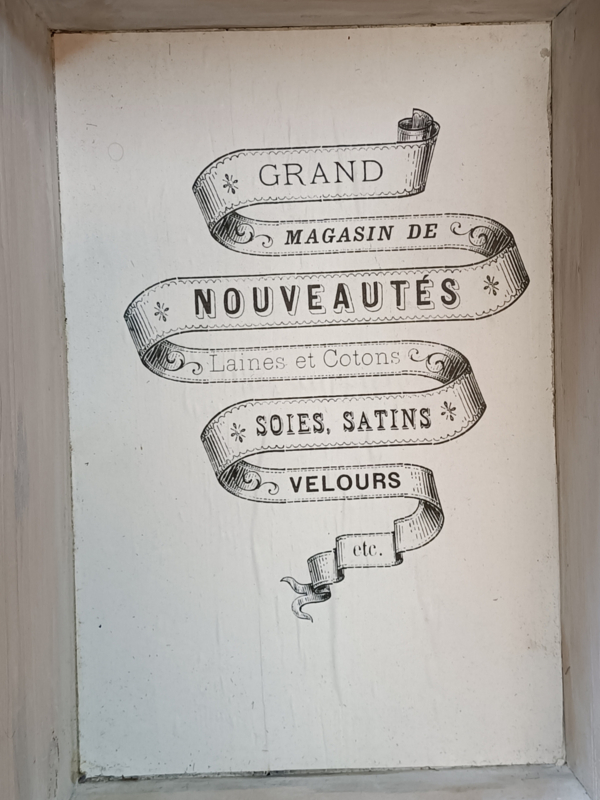 GRAND
MAGASIN DE
NOUVEAUTÉS
Laines et Cotons
SOIES, SATINS
VELOURS
etc.